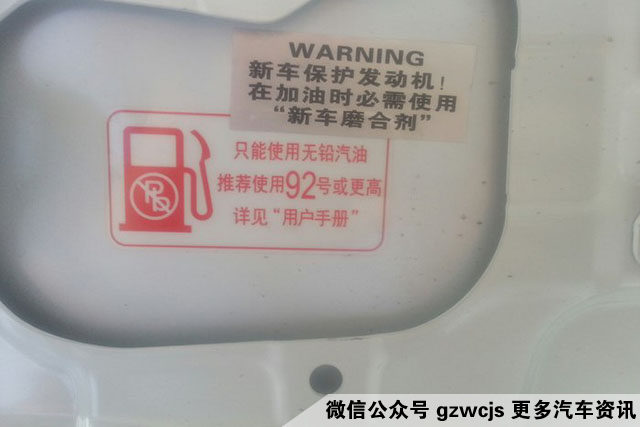 WARNING
新车保护发动机！
在加油时必需使用
“新车磨合剂”
只能使用无铅汽油
推荐使用92号或更高
详见“用户手册”
Pb
微信公众号 gzwcjs 更多汽车资讯